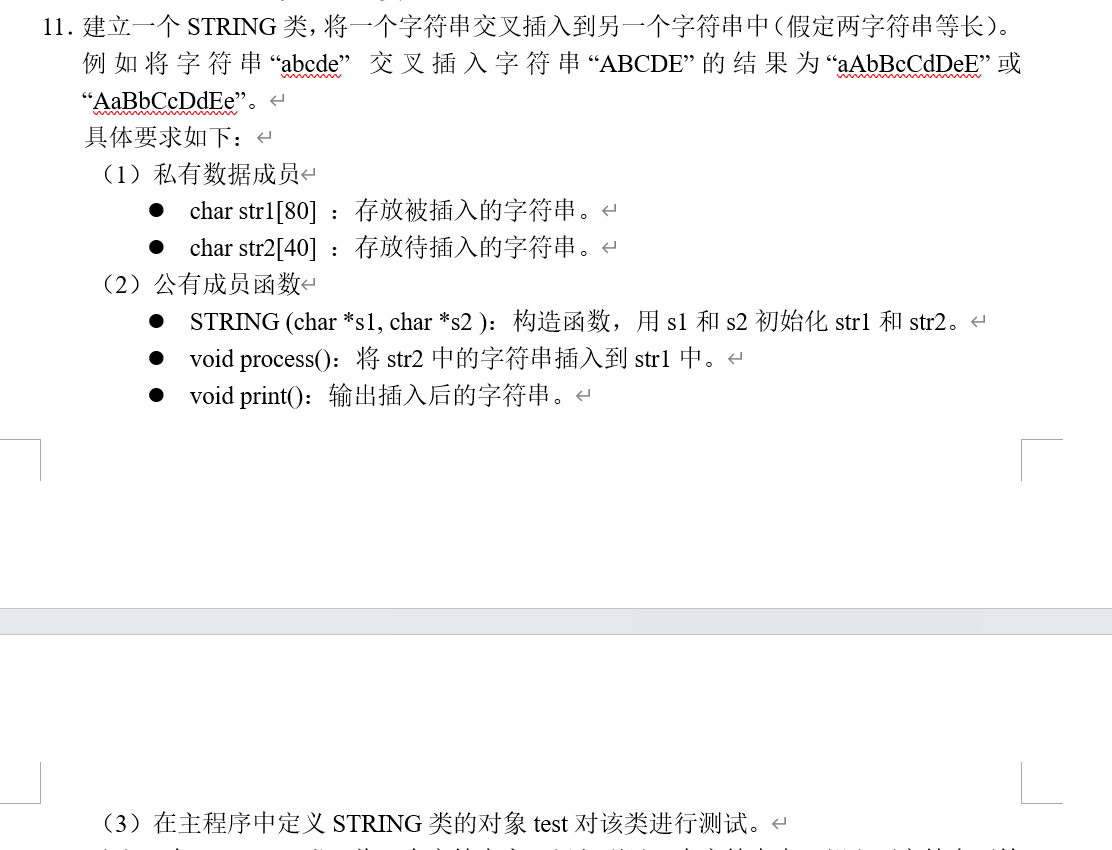 11. 建立一个 STRING 类，将一个字符串交叉插入到另一个字符串中（假定两字符串等长）。
例如将字符串“abcde” 交叉插入字符串“ABCDE”的结果为“aAbBcCdDeE”或
“AaBbCcDdEe”。
具体要求如下：
（1）私有数据成员
● char str1[80] ：存放被插入的字符串。
● char str2[40] ：存放待插入的字符串。
（2）公有成员函数
● STRING (char *s1, char *s2 )：构造函数，用 s1 和 s2 初始化 str1 和 str2。
● void process()：将 str2 中的字符串插入到 str1 中。
● void print()：输出插入后的字符串。
（3）在主程序中定义 STRING 类的对象 test 对该类进行测试。